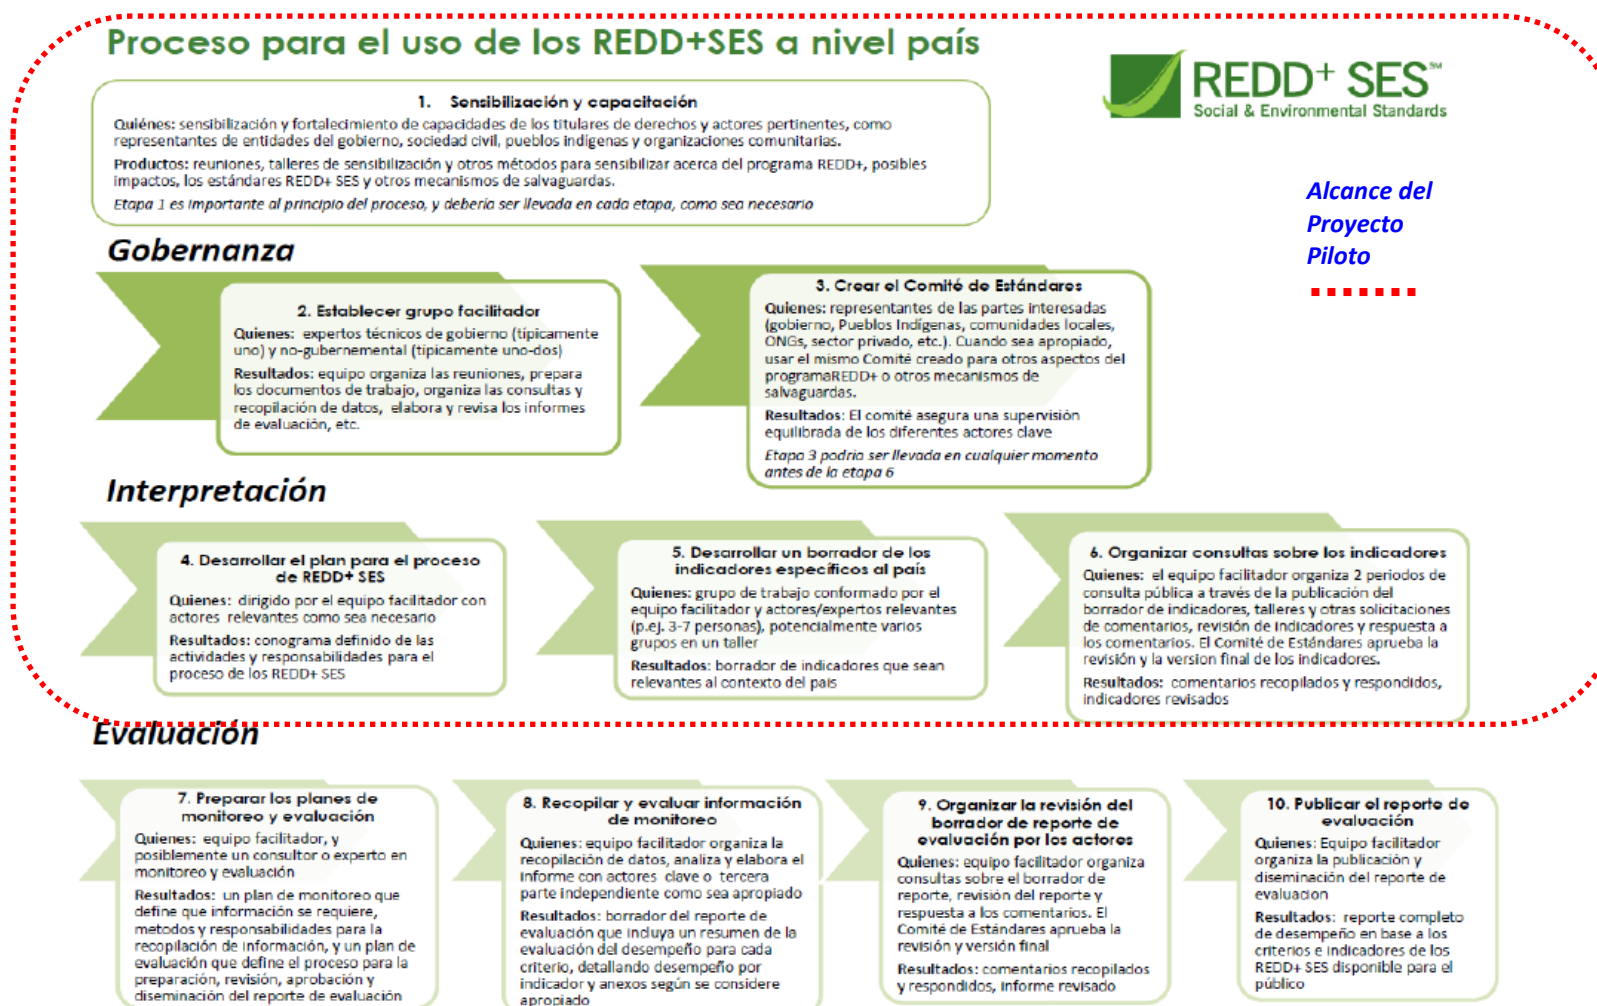 Proceso para el uso de los REDD+SES a nivel país
REDD+ SES℠
Social & Environmental Standards
1. Sensibilización y capacitación
Quiénes: sensibilización y fortalecimiento de capacidades de los titulares de derechos y actores pertinentes, como
representantes de entidades del gobierno, sociedad civil, pueblos indígenas y organizaciones comunitarias.
Productos: reuniones, talleres de sensibilización y otros métodos para sensibilizar acerca del programa REDD+, posibles
impactos, los estándares REDD+ SES y otros mecanismos de salvaguardas.
Etapa 1 es importante al principio del proceso, y debería ser llevada en cada etapa, como sea necesario
Alcance del
Proyecto
Piloto
Gobernanza
2. Establecer grupo facilitador
Quienes: expertos técnicos de gobierno (típicamente
uno) y no-gubernemental (típicamente uno-dos)
Resultados: equipo organiza las reuniones, prepara
los documentos de trabajo, organiza las consultas y
recopilación de datos, elabora y revisa los informes
de evaluación, etc.
3. Crear el Comité de Estándares
Quienes: representantes de las partes interesadas
(gobierno, Pueblos Indígenas, comunidades locales,
ONGs, sector privado, etc.). Cuando sea apropiado,
usar el mismo Comité creado para otros aspectos del
programaREDD+ o otros mecanismos de
salvaguardas.
Resultados: El comité asegura una supervisión
equilibrada de los diferentes actores clave
Etapa 3 podria ser llevada en cualquier momento
antes de la etapa 6
Interpretación
4. Desarrollar el plan para el proceso
de REDD+ SES
Quienes: dirigido por el equipo facilitador con
actores relevantes como sea necesario
Resultados: conograma definido de las
actividades y responsabilidades para el
proceso de los REDD+ SES
5. Desarrollar un borrador de los
indicadores específicos al país
Quienes: grupo de trabajo conformado por el
equipo facilitador y actores/expertos relevantes
(p.ej. 3-7 personas), potencialmente varios
grupos en un taller
Resultados: borrador de indicadores que sean
relevantes al contexto del pais
6. Organizar consultas sobre los indicadores
Quienes: el equipo facilitador organiza 2 periodos de
consulta pública a través de la publicación del
borrador de indicadores, talleres y otras solicitaciones
de comentarios, revisión de indicadores y respuesta a
los comentarios. El Comité de Estándares aprueba la
revisión y la version final de los indicadores.
Resultados: comentarios recopilados y respondidos,
indicadores revisados
Evaluación
7. Preparar los planes de
monitoreo y evaluación
Quienes: equipo facilitador, y
posiblemente un consultor o experto en
monitoreo y evaluación
Resultados: un plan de monitoreo que
define que información se requiere,
metodos y responsabilidades para la
recopilación de información, y un plan de
evaluación que define el proceso para la
preparación, revisión, aprobación y
diseminación del reporte de evaluación
8. Recopilar y evaluar información
de monitoreo
Quienes: equipo facilitador organiza la
recopilación de datos, analiza y elabora el
informe con actores clave o tercera
parte independiente como sea apropiado
Resultados: borrador del reporte de
evaluación que incluya un resumen de la
evaluación del desempeño para cada
criterio, detallando desempeño por
indicador y anexos según se considere
apropiado
9. Organizar la revisión del
borrador de reporte de
evaluación por los actores
Quienes: equipo facilitador organiza
consultas sobre el borrador de
reporte, revisión del reporte y
respuesta a los comentarios. El
Comité de Estándares aprueba la
revisión y versión final
Resultados: comentarios recopilados
y respondidos, informe revisado
10. Publicar el reporte de
evaluación
Quienes: Equipo facilitador
organiza la publicación y
diseminación del reporte de
evaluacion
Resultados: reporte completo
de desempeño en base a los
criterios e indicadores de los
REDD+ SES disponible para el
público